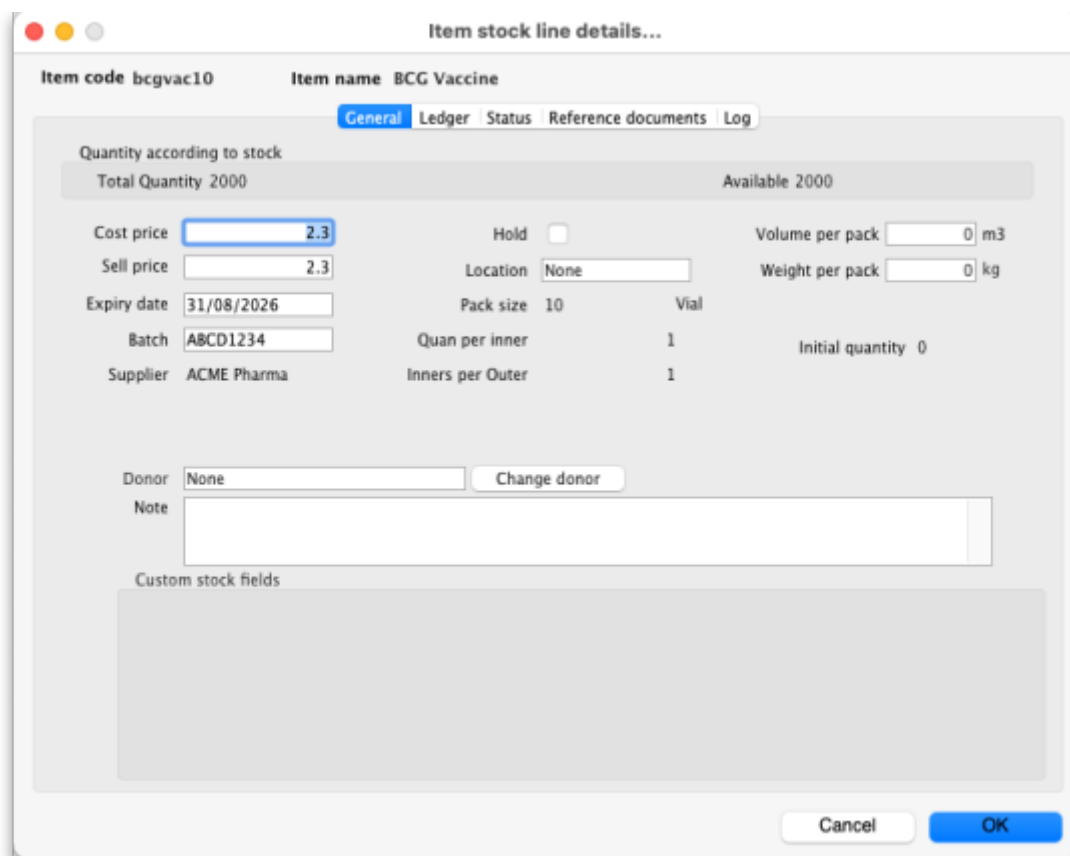 Item stock line details...
Item code bcgvac10 Item name BCG Vaccine
General Ledger Status Reference documents Log
Quantity according to stock
Total Quantity 2000 Available 2000
Cost price 2.3 Hold Volume per pack 0 m3
Sell price 2.3 Location None Weight per pack 0 kg
Expiry date 31/08/2026 Pack size 10 Vial
Batch ABCD1234 Quan per inner 1 Initial quantity 0
Supplier ACME Pharma Inners per Outer 1
Donor None Change donor
Note
Custom stock fields
Cancel OK